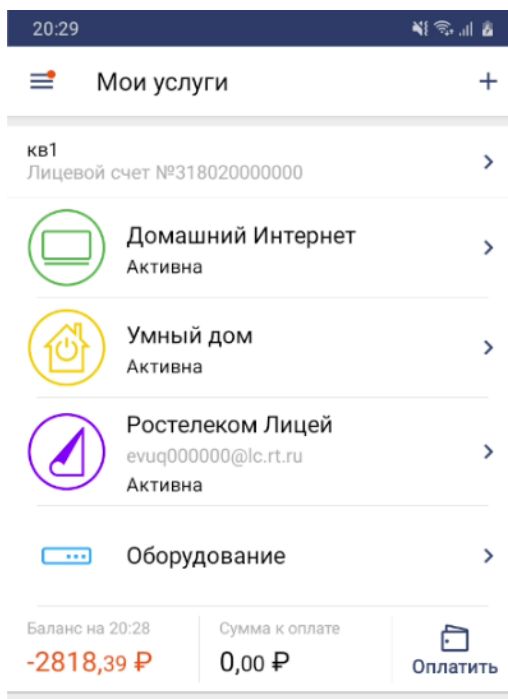 20:29
Мои услуги
кв1
Лицевой счет №318020000000
Домашний Интернет
Активна
Умный дом
Активна
Ростелеком Лицей
evuq000000@lc.rt.ru
Активна
Оборудование
Баланс на 20:28
-2818,39 ₽
Сумма к оплате
0,00 ₽
Оплатить